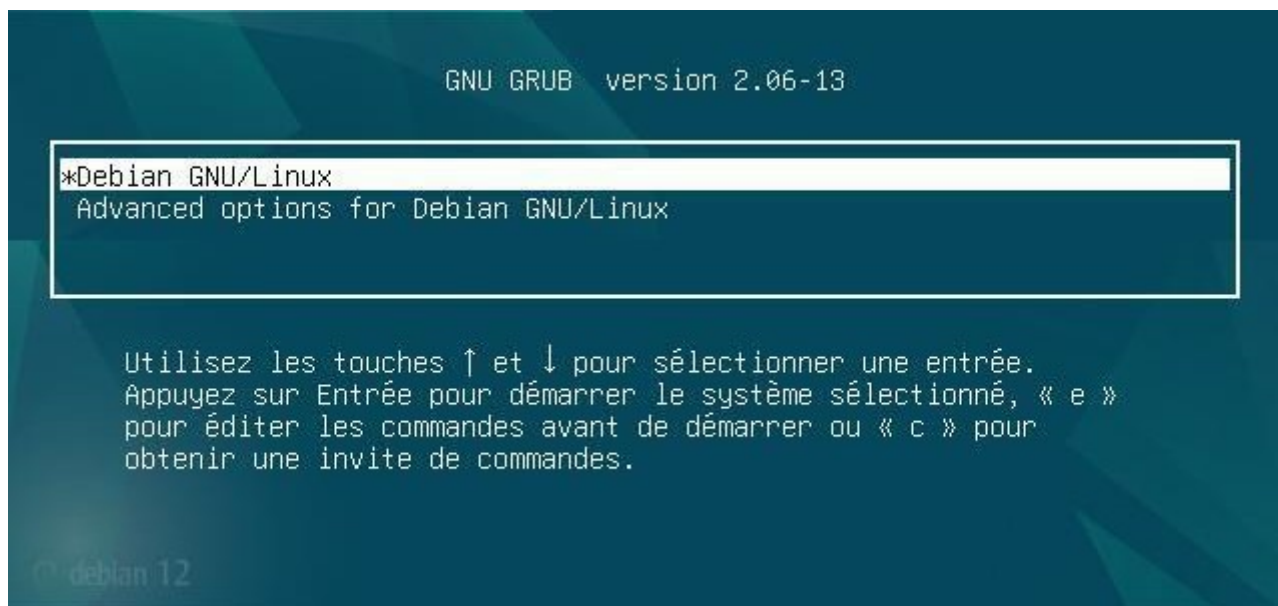 GNU GRUB  version 2.06-13
*Debian GNU/Linux
Advanced options for Debian GNU/Linux
Utilisez les touches ↑ et ↓ pour sélectionner une entrée.
Appuyez sur Entrée pour démarrer le système sélectionné, « e »
pour éditer les commandes avant de démarrer ou « c » pour
obtenir une invite de commandes.
debian 12